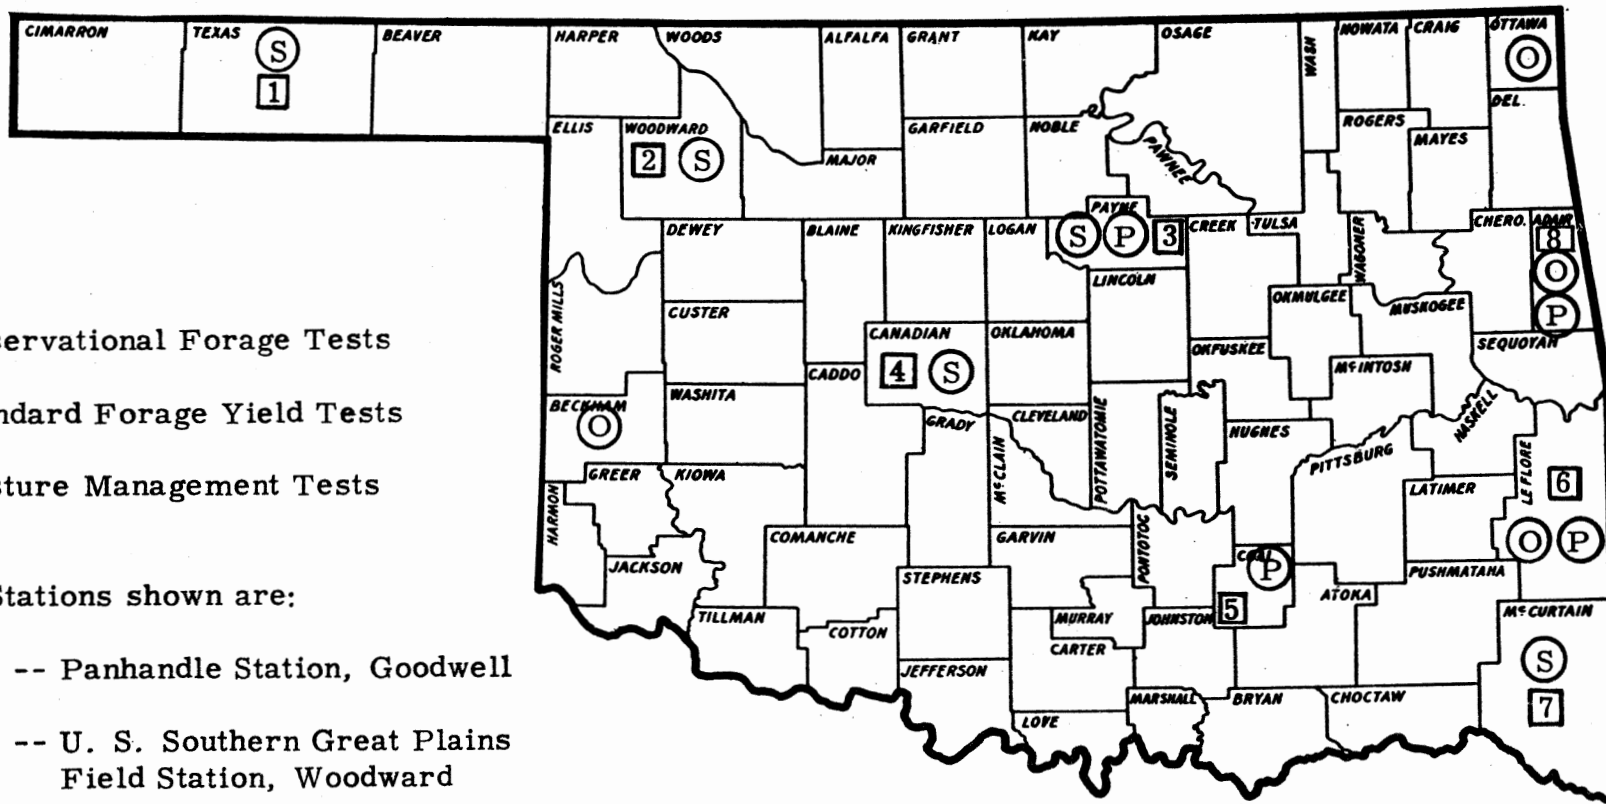 CIMARRON
TEXAS
S
1
BEAVER
HARPER
WOODS
ALFALFA
GRANT
KAY
OSAGE
WASH
NOWATA
CRAIG
OTTAWA
O
DEL.
ELLIS
WOODWARD
2 S
MAJOR
GARFIELD
NOBLE
PAWNEE
ROGERS
MAYES
DEWEY
BLAINE
KINGFISHER
LOGAN
PAYNE
S P 3
CREEK
TULSA
WAGONER
CHERO.
ADAIR
8
O
P
ROGER MILLS
CUSTER
CANADIAN
4 S
OKLAHOMA
LINCOLN
OKMULGEE
MUSKOGEE
SEQUOYAH
OKFUSKEE
McINTOSH
CADDO
BECKHAM
O
WASHITA
GRADY
McCLAIN
CLEVELAND
POTTAWATOMIE
SEMINOLE
HUGHES
PITTSBURG
HASKELL
LE FLORE
6
O P
LATIMER
GREER
KIOWA
HARMON
JACKSON
COMANCHE
STEPHENS
GARVIN
PONTOTOC
COAL
P
5
ATOKA
PUSHMATAHA
McCURTAIN
S
7
TILLMAN
COTTON
JEFFERSON
MURRAY
CARTER
JOHNSTON
LOVE
MARSHALL
BRYAN
CHOCTAW
servational Forage Tests
ndard Forage Yield Tests
sture Management Tests
Stations shown are:
-- Panhandle Station, Goodwell
-- U. S. Southern Great Plains
Field Station, Woodward